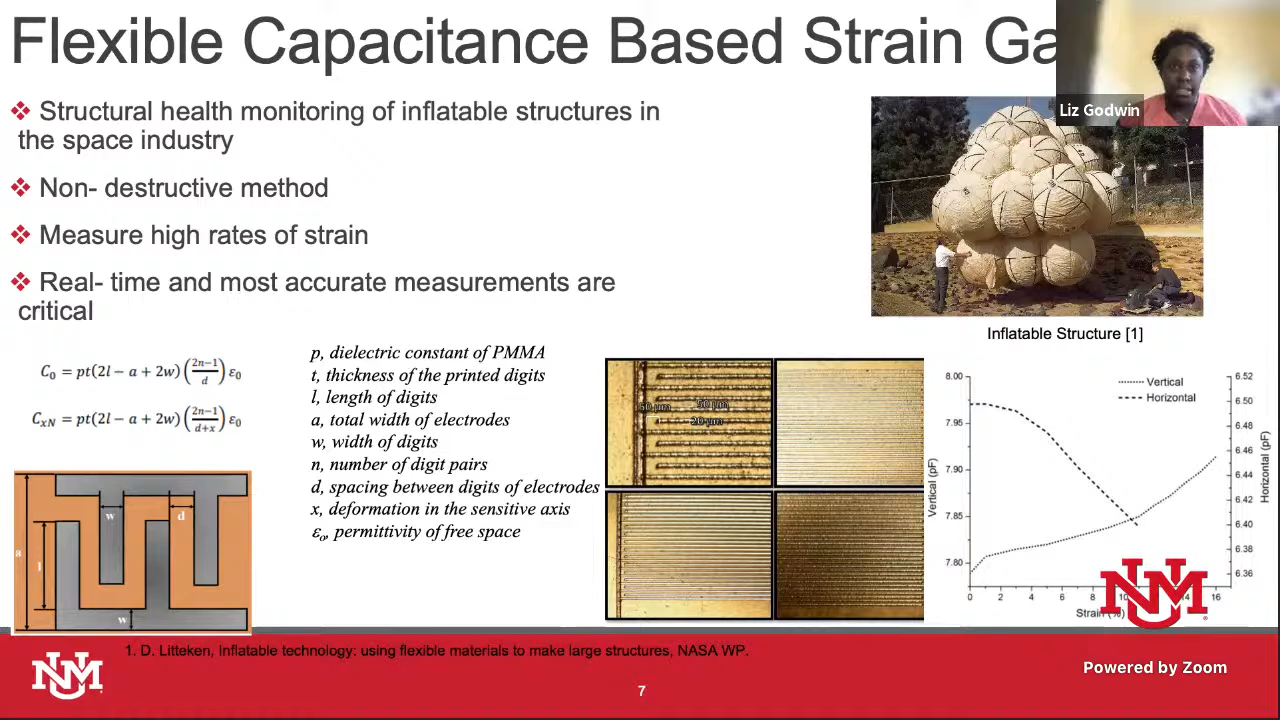 Flexible Capacitance Based Strain Ga
Liz Godwin
❖ Structural health monitoring of inflatable structures in
the space industry
❖ Non- destructive method
❖ Measure high rates of strain
❖ Real- time and most accurate measurements are
critical
Inflatable Structure [1]
C₀ = pt(2l − a + 2w) ((2n−1)/d) ε₀
CₓN = pt(2l − a + 2w) ((2n−1)/(d+x)) ε₀
p, dielectric constant of PMMA
t, thickness of the printed digits
l, length of digits
a, total width of electrodes
w, width of digits
n, number of digit pairs
d, spacing between digits of electrodes
x, deformation in the sensitive axis
εₒ, permittivity of free space
w
d
a
l
w
50 µm
20 µm
Vertical
Horizontal
Vertical (pF)
8.00
7.95
7.90
7.85
7.80
Horizontal (pF)
6.52
6.50
6.48
6.46
6.44
6.42
6.40
6.38
6.36
0 2 4 6 8 16
Strain (%)
UNM
1. D. Litteken, Inflatable technology: using flexible materials to make large structures, NASA WP.
UNM
7
Powered by Zoom